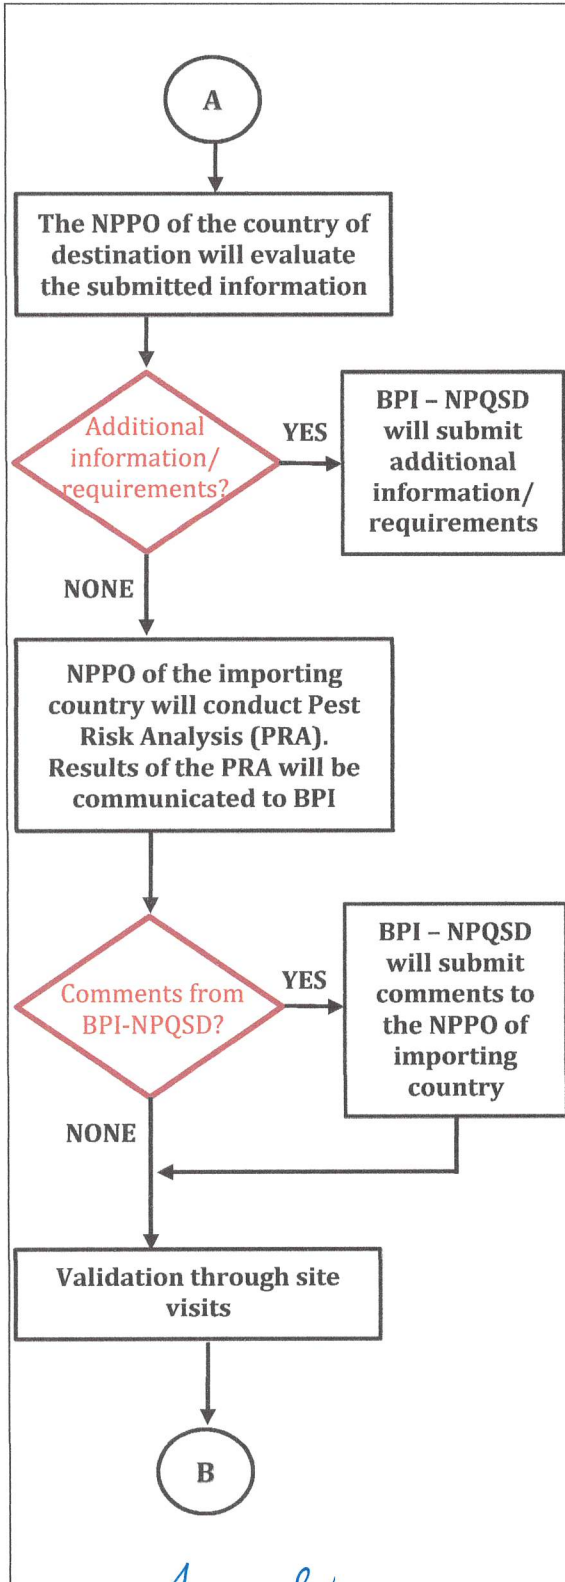 A
The NPPO of the country of
destination will evaluate
the submitted information
Additional
information/
requirements?
YES
BPI – NPQSD
will submit
additional
information/
requirements
NONE
NPPO of the importing
country will conduct Pest
Risk Analysis (PRA).
Results of the PRA will be
communicated to BPI
Comments from
BPI-NPQSD?
YES
BPI – NPQSD
will submit
comments to
the NPPO of
importing
country
NONE
Validation through site
visits
B